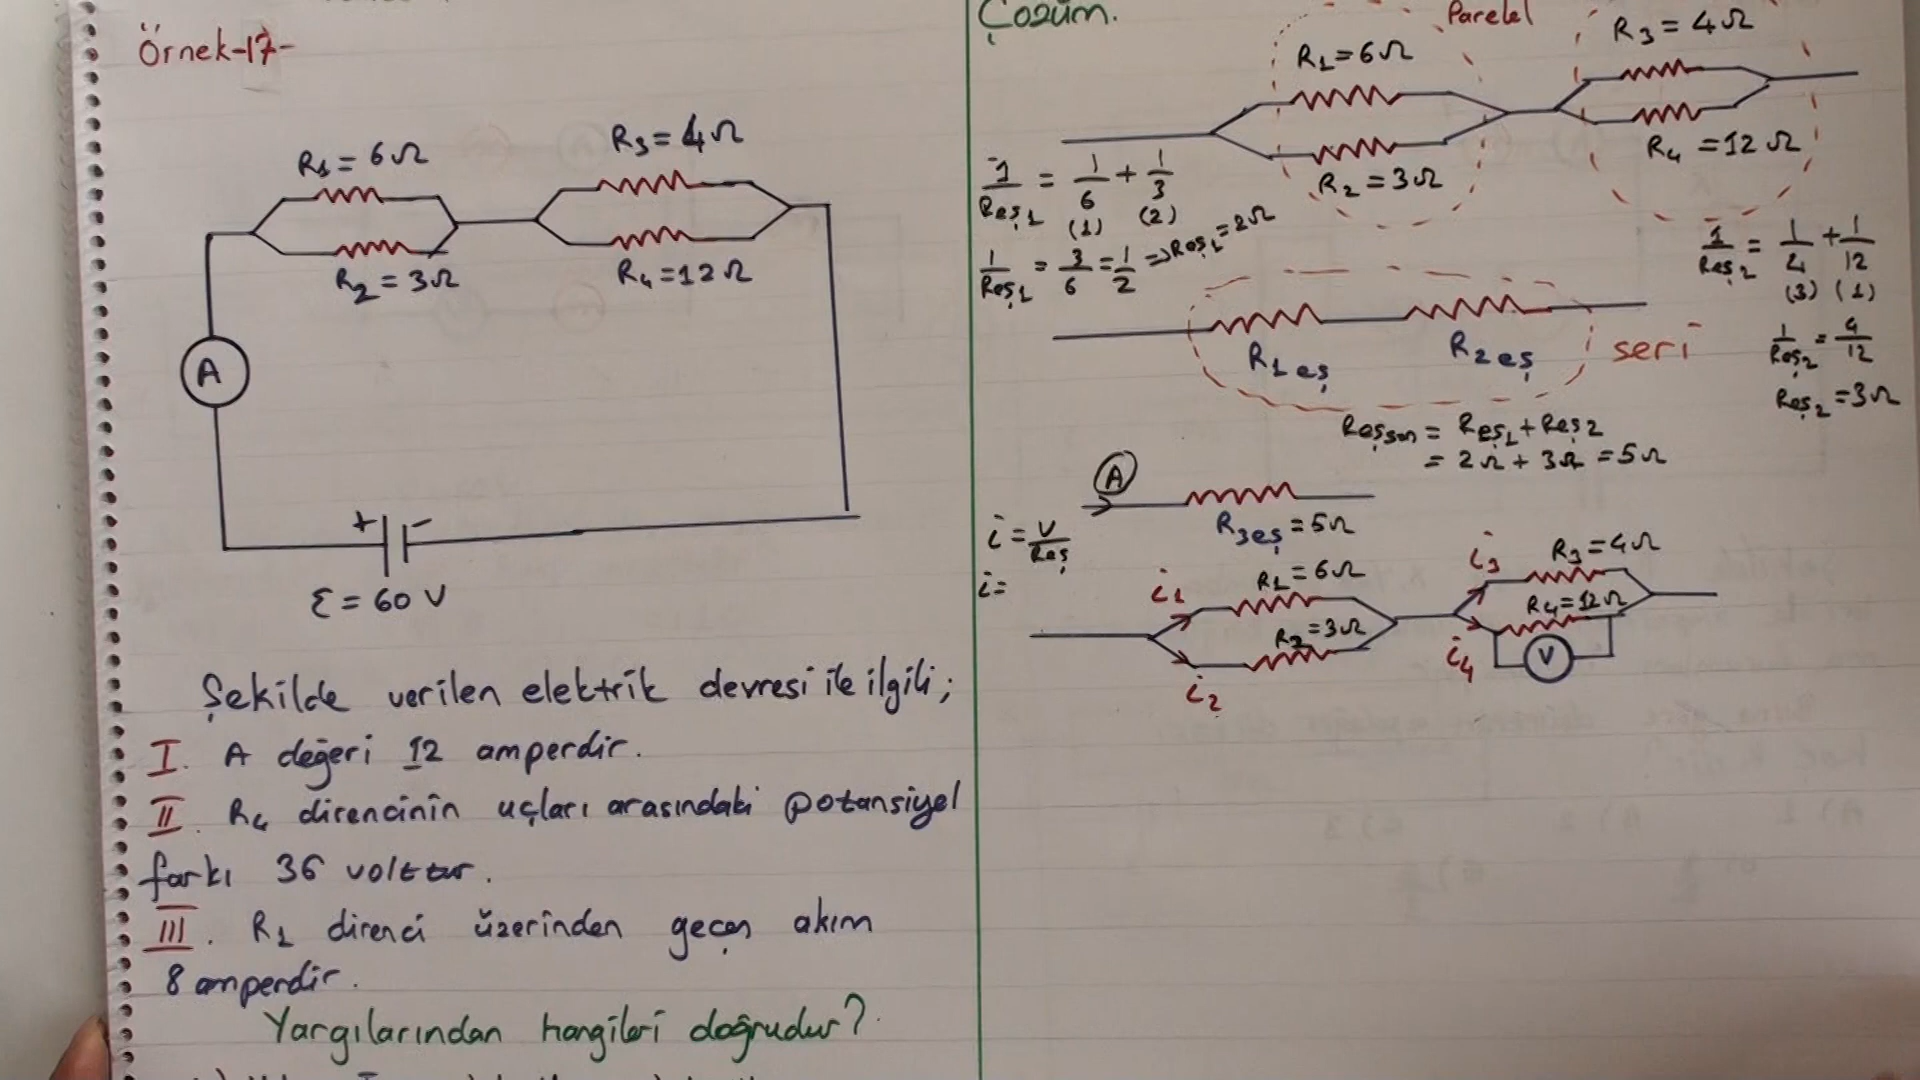 Örnek-17-
R1 = 6Ω
R3 = 4Ω
R2 = 3Ω
R4 = 12Ω
A
+ -
Ɛ = 60 V
Şekilde verilen elektrik devresi ile ilgili;
I. A değeri 12 amperdir.
II. R4 direncinin uçları arasındaki potansiyel
farkı 36 volttur.
III. R1 direnci üzerinden geçen akım
8 amperdir.
Yargılarından hangileri doğrudur?
Çözüm.
Parelel
R1 = 6Ω
R3 = 4Ω
R2 = 3Ω
R4 = 12Ω
1/Reş1 = 1/6 + 1/3
(1) (2)
1/Reş1 = 3/6 = 1/2 => Reş1 = 2Ω
1/Reş2 = 1/4 + 1/12
(3) (1)
1/Reş2 = 4/12
Reş2 = 3Ω
R1eş R2eş seri
Reşson = Reş1 + Reş2
= 2Ω + 3Ω = 5Ω
A
R3eş = 5Ω
i = V/Reş
i =
i1 R1 = 6Ω
i2 R2 = 3Ω
i3 R3 = 4Ω
i4 R4 = 12Ω
V